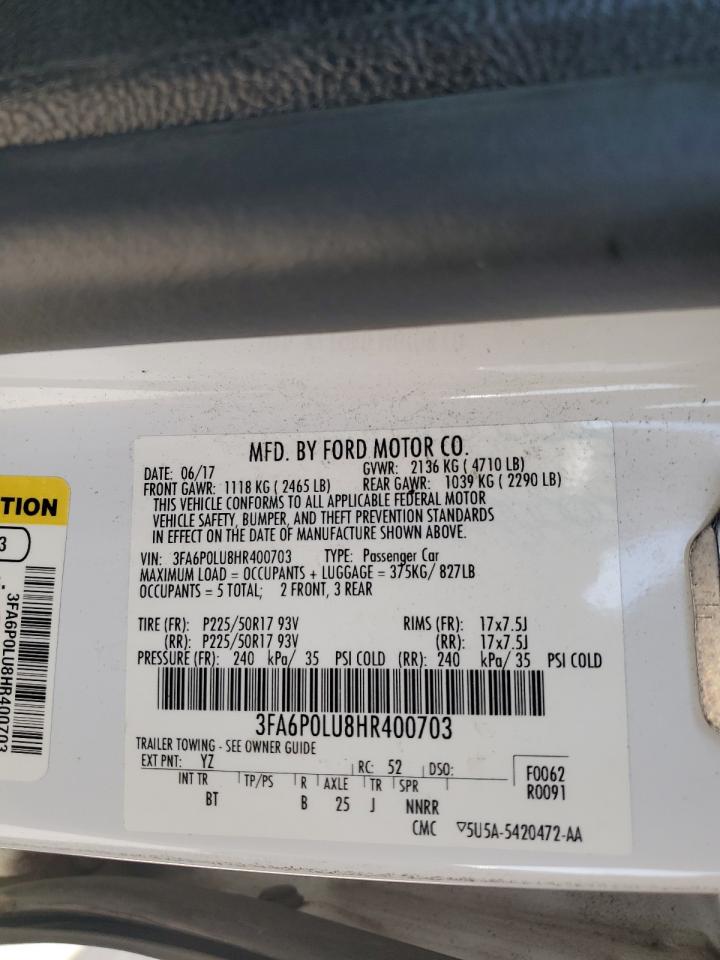 MFD. BY FORD MOTOR CO.
DATE: 06/17 GVWR: 2136 KG ( 4710 LB)
FRONT GAWR: 1118 KG ( 2465 LB) REAR GAWR: 1039 KG ( 2290 LB)
THIS VEHICLE CONFORMS TO ALL APPLICABLE FEDERAL MOTOR
VEHICLE SAFETY, BUMPER, AND THEFT PREVENTION STANDARDS
IN EFFECT ON THE DATE OF MANUFACTURE SHOWN ABOVE.
VIN: 3FA6P0LU8HR400703 TYPE: Passenger Car
MAXIMUM LOAD = OCCUPANTS + LUGGAGE = 375KG/ 827LB
OCCUPANTS = 5 TOTAL; 2 FRONT, 3 REAR
TIRE (FR): P225/50R17 93V RIMS (FR): 17x7.5J
(RR): P225/50R17 93V (RR): 17x7.5J
PRESSURE (FR): 240 kPa/ 35 PSI COLD (RR): 240 kPa/ 35 PSI COLD
3FA6P0LU8HR400703
TRAILER TOWING - SEE OWNER GUIDE
EXT PNT: YZ RC: 52 DSO: F0062
INT TR TP/PS R AXLE TR SPR R0091
BT B 25 J NNRR
CMC ▽5U5A-5420472-AA
TION
3
3FA6P0LU8HR400703